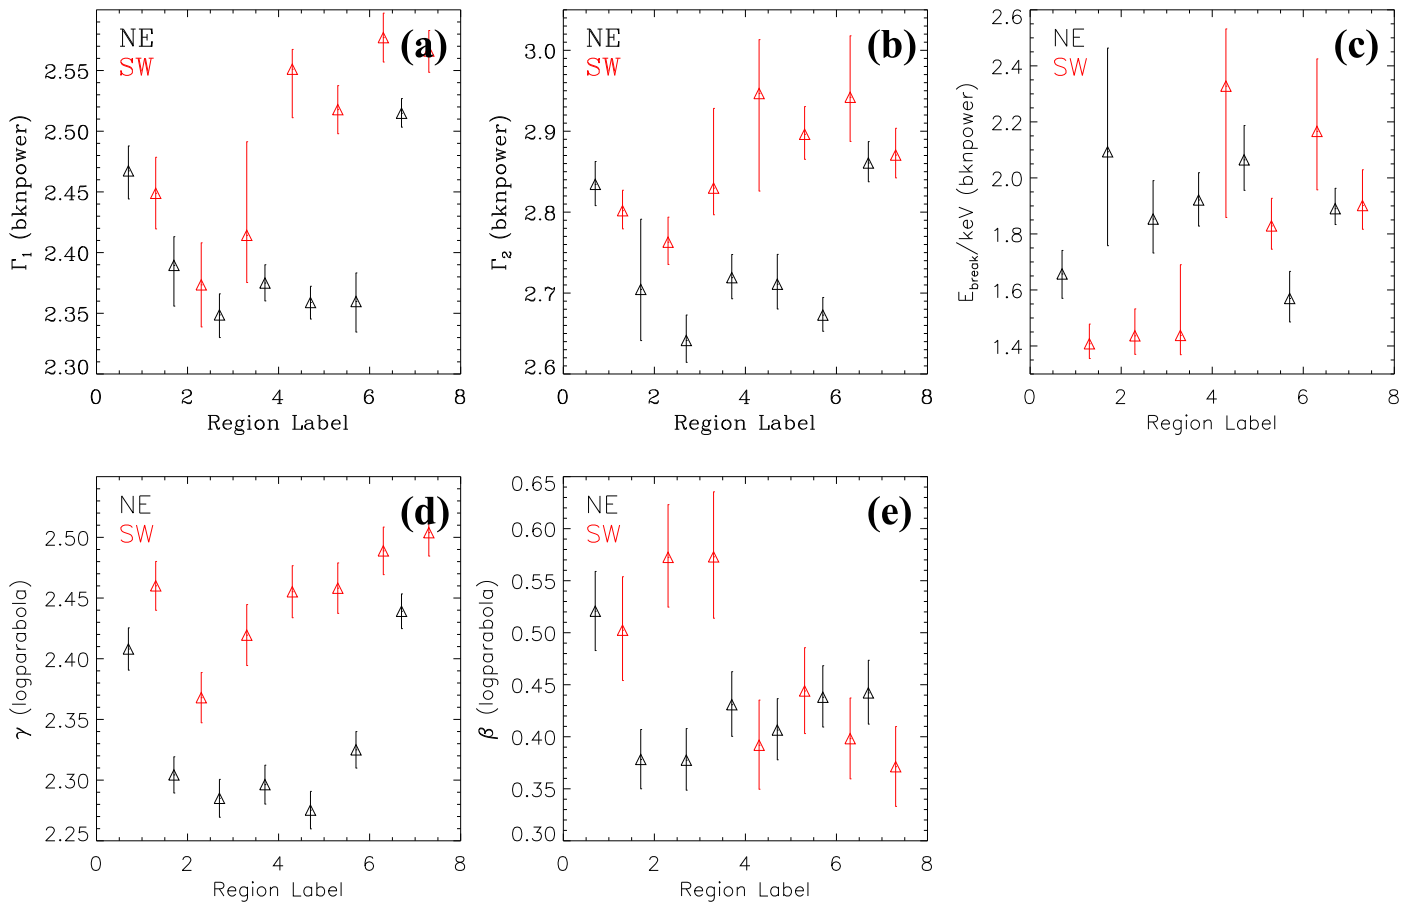 NE
SW
(a)
2.55
2.50
2.45
2.40
2.35
2.30
Γ1 (bknpower)
0 2 4 6 8
Region Label
NE
SW
(b)
3.0
2.9
2.8
2.7
2.6
Γ2 (bknpower)
0 2 4 6 8
Region Label
NE
SW
(c)
2.6
2.4
2.2
2.0
1.8
1.6
1.4
Ebreak/keV (bknpower)
0 2 4 6 8
Region Label
NE
SW
(d)
2.50
2.45
2.40
2.35
2.30
2.25
γ (logparabola)
0 2 4 6 8
Region Label
NE
SW
(e)
0.65
0.60
0.55
0.50
0.45
0.40
0.35
0.30
β (logparabola)
0 2 4 6 8
Region Label